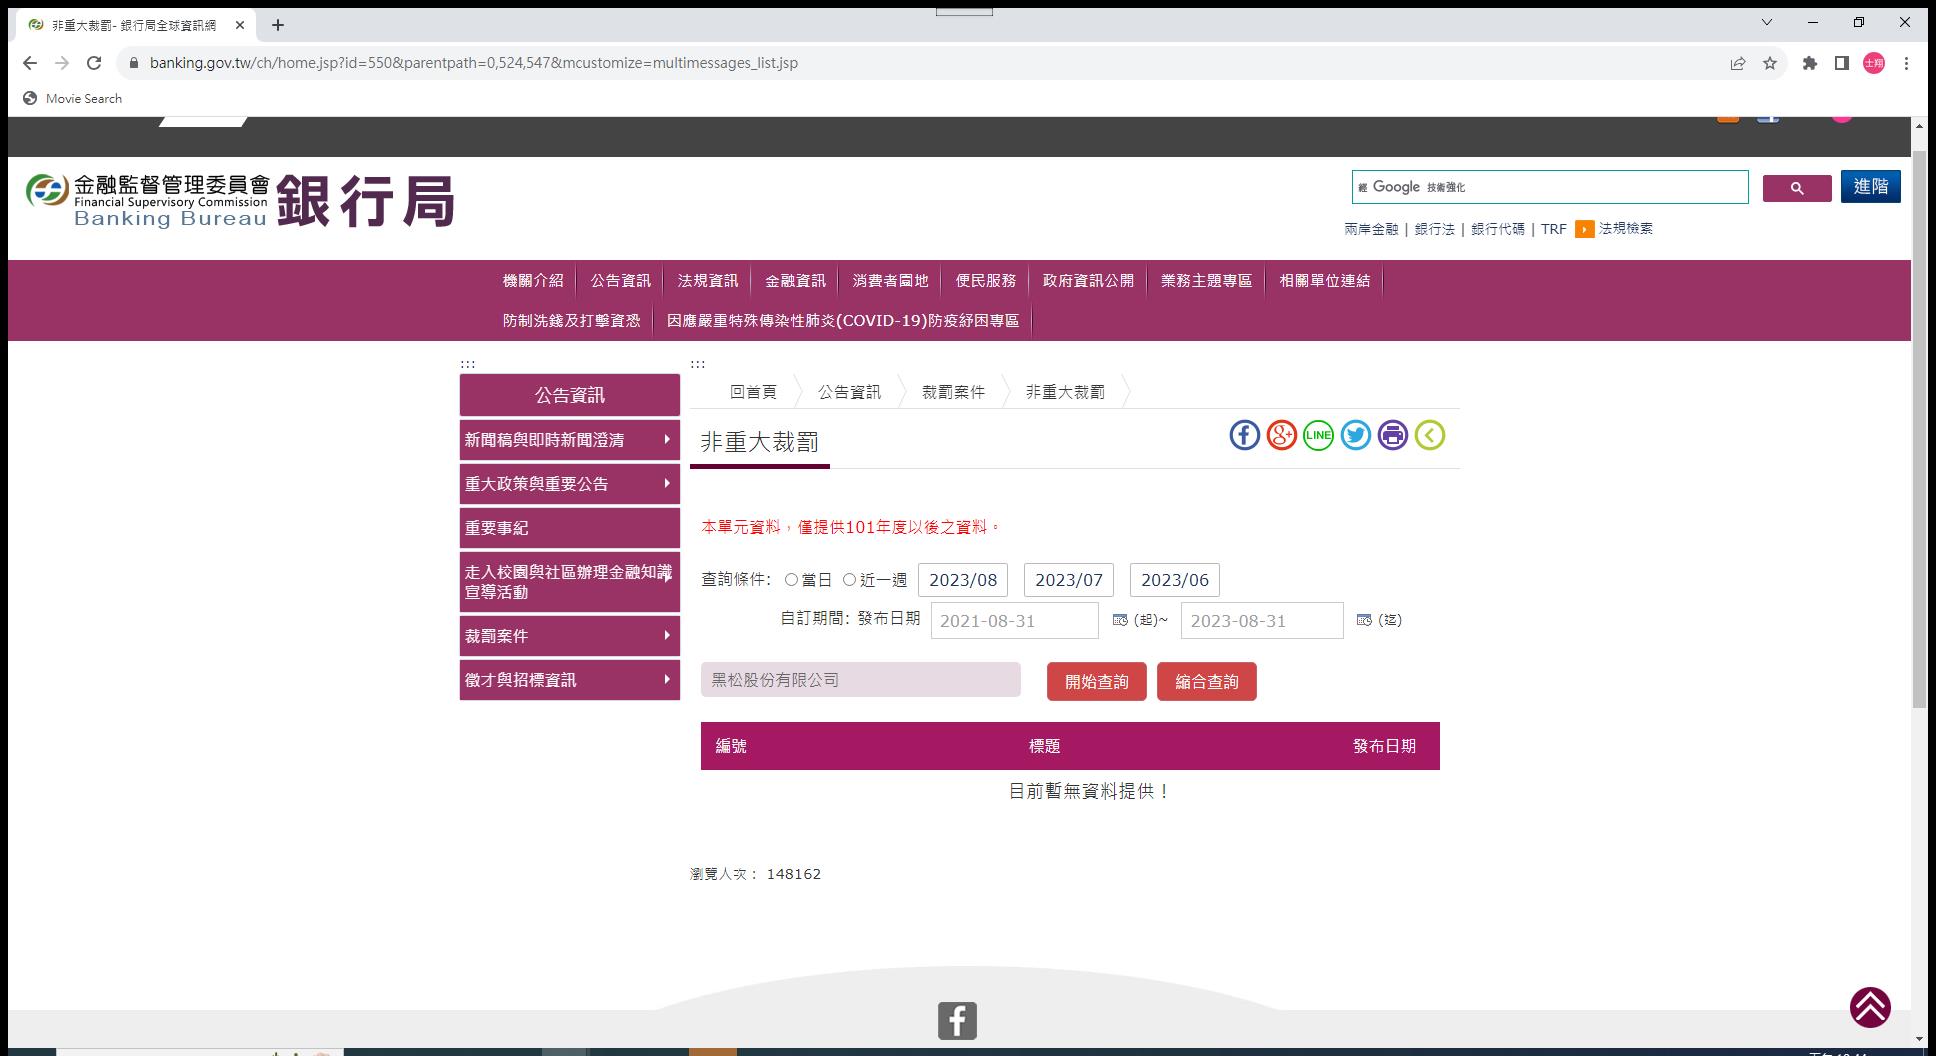 非重大裁罰- 銀行局全球資訊網
banking.gov.tw/ch/home.jsp?id=550&parentpath=0,524,547&mcustomize=multimessages_list.jsp
士翔
Movie Search
金融監督管理委員會
Financial Supervisory Commission
Banking Bureau
銀行局
經 Google 技術強化
進階
兩岸金融 | 銀行法 | 銀行代碼 | TRF 法規檢索
機關介紹 公告資訊 法規資訊 金融資訊 消費者園地 便民服務 政府資訊公開 業務主題專區 相關單位連結
防制洗錢及打擊資恐 因應嚴重特殊傳染性肺炎(COVID-19)防疫紓困專區
:::
公告資訊
新聞稿與即時新聞澄清
重大政策與重要公告
重要事紀
走入校園與社區辦理金融知識
宣導活動
裁罰案件
徵才與招標資訊
:::
回首頁 公告資訊 裁罰案件 非重大裁罰
非重大裁罰
LINE
本單元資料，僅提供101年度以後之資料。
查詢條件: 當日 近一週 2023/08 2023/07 2023/06
自訂期間: 發布日期 2021-08-31 (起)~ 2023-08-31 (迄)
黑松股份有限公司 開始查詢 縮合查詢
編號 標題 發布日期
目前暫無資料提供！
瀏覽人次： 148162